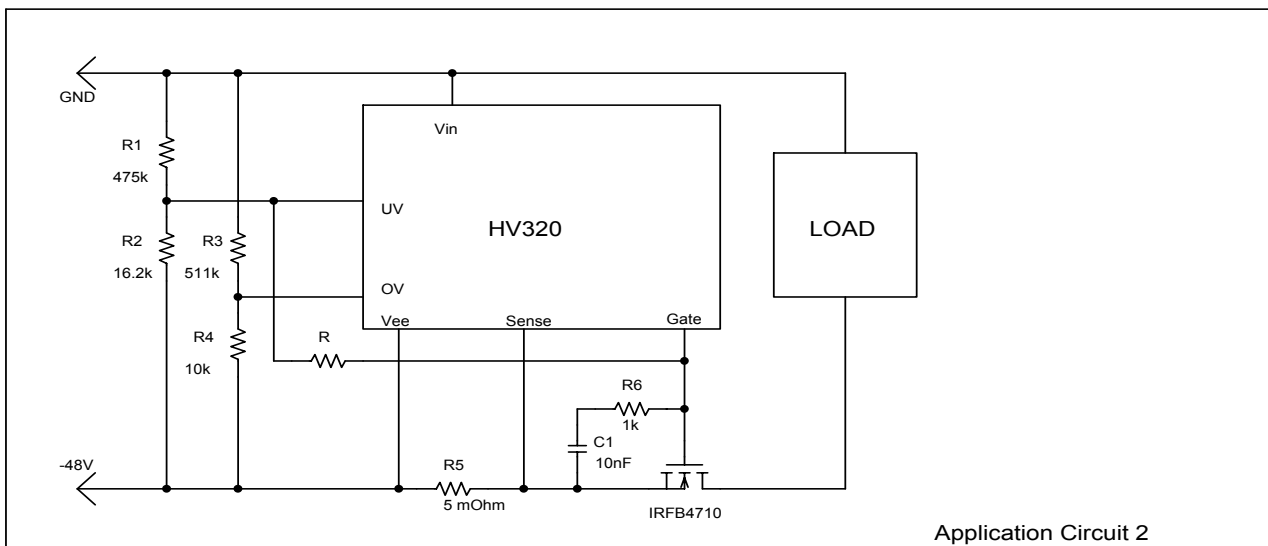 GND
R1
475k
Vin
UV
HV320
LOAD
R2
16.2k
R3
511k
OV
Vee
Sense
Gate
R4
10k
R
R6
1k
C1
10nF
-48V
R5
5 mOhm
IRFB4710
Application Circuit 2